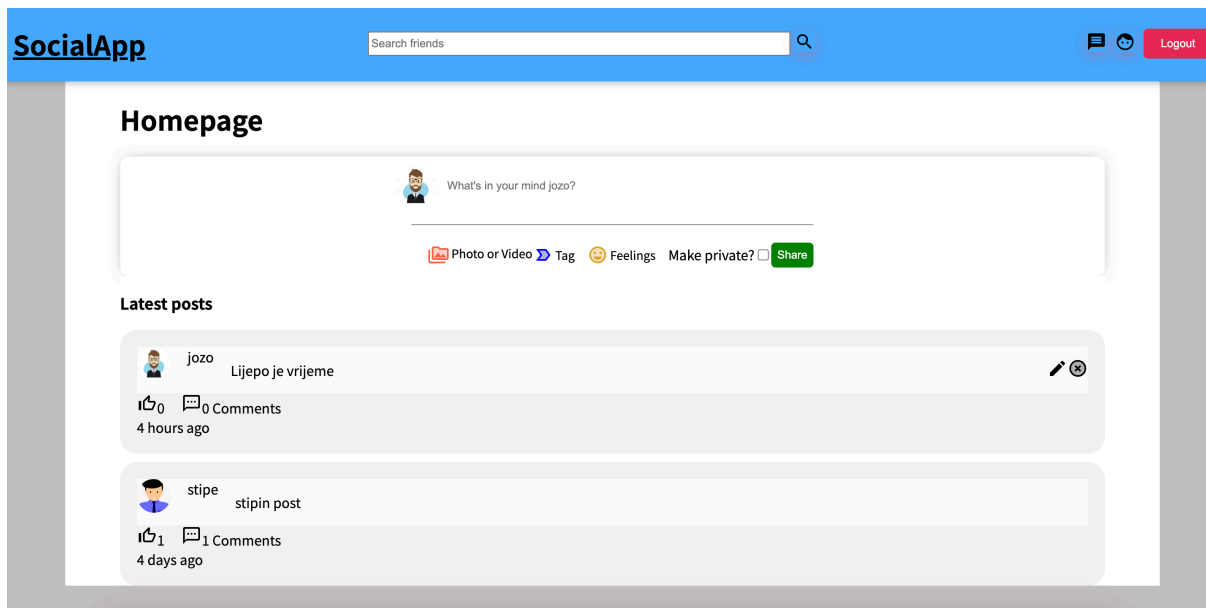 SocialApp
Search friends
Logout
Homepage
What's in your mind jozo?
Photo or Video Tag Feelings Make private? Share
Latest posts
jozo
Lijepo je vrijeme
0 0 Comments
4 hours ago
stipe
stipin post
1 1 Comments
4 days ago